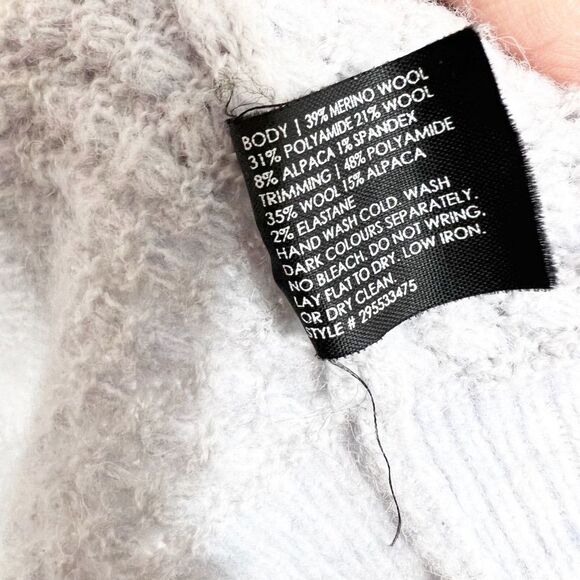 BODY | 39% MERINO WOOL
31% POLYAMIDE 21% WOOL
8% ALPACA 1% SPANDEX
TRIMMING | 48% POLYAMIDE
35% WOOL 15% ALPACA
2% ELASTANE
HAND WASH COLD. WASH
DARK COLOURS SEPARATELY.
NO BLEACH. DO NOT WRING.
LAY FLAT TO DRY. LOW IRON.
OR DRY CLEAN.
STYLE # 295533475